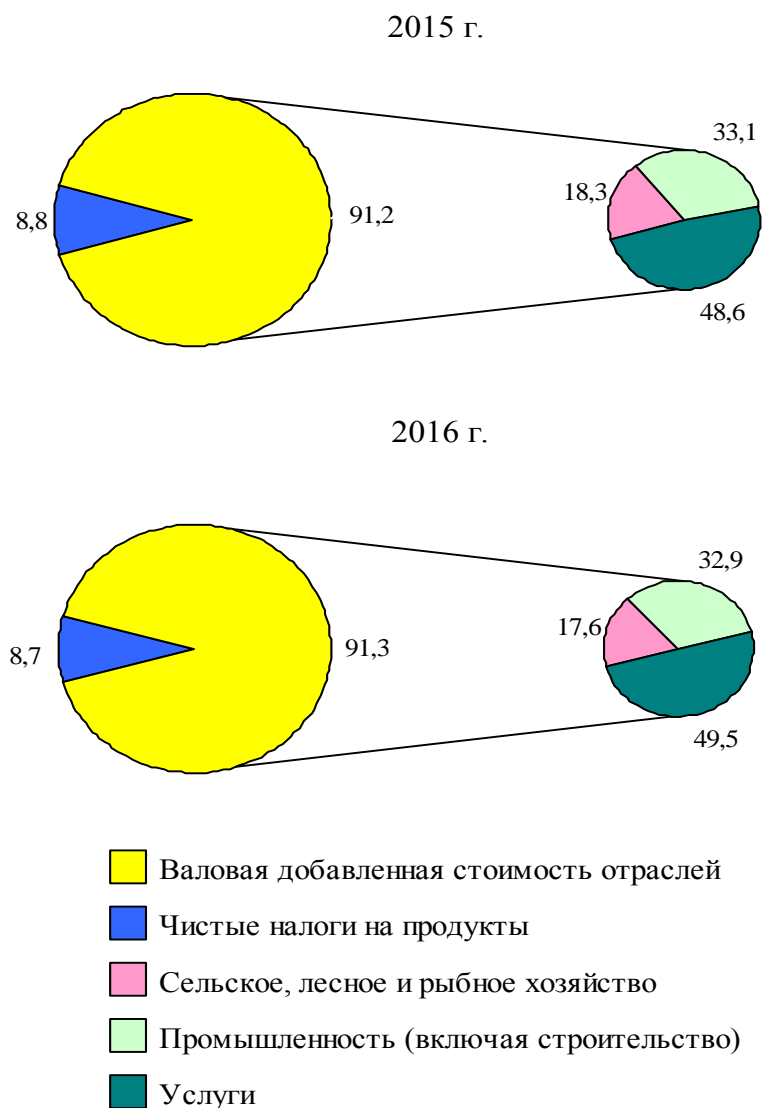 2015 г.
33,1
18,3
8,8
91,2
48,6
2016 г.
32,9
17,6
8,7
91,3
49,5
Валовая добавленная стоимость отраслей
Чистые налоги на продукты
Сельское, лесное и рыбное хозяйство
Промышленность (включая строительство)
Услуги